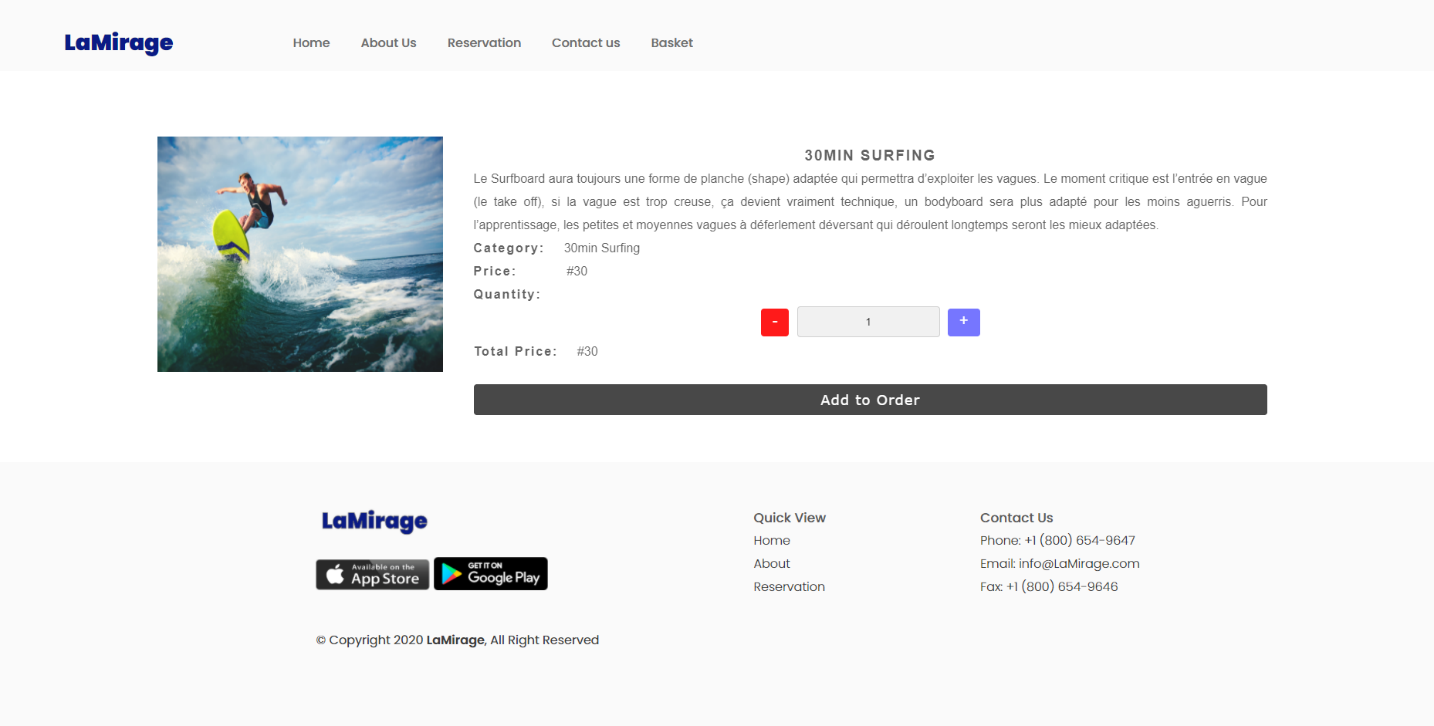 LaMirage Home About Us Reservation Contact us Basket
30MIN SURFING
Le Surfboard aura toujours une forme de planche (shape) adaptée qui permettra d'exploiter les vagues. Le moment critique est l'entrée en vague
(le take off), si la vague est trop creuse, ça devient vraiment technique, un bodyboard sera plus adapté pour les moins aguerris. Pour
l'apprentissage, les petites et moyennes vagues à déferlement déversant qui déroulent longtemps seront les mieux adaptées.
Category: 30min Surfing
Price: #30
Quantity:
- 1 +
Total Price: #30
Add to Order
LaMirage
Available on the
App Store
GET IT ON
Google Play
© Copyright 2020 LaMirage, All Right Reserved
Quick View
Home
About
Reservation
Contact Us
Phone: +1 (800) 654-9647
Email: info@LaMirage.com
Fax: +1 (800) 654-9646